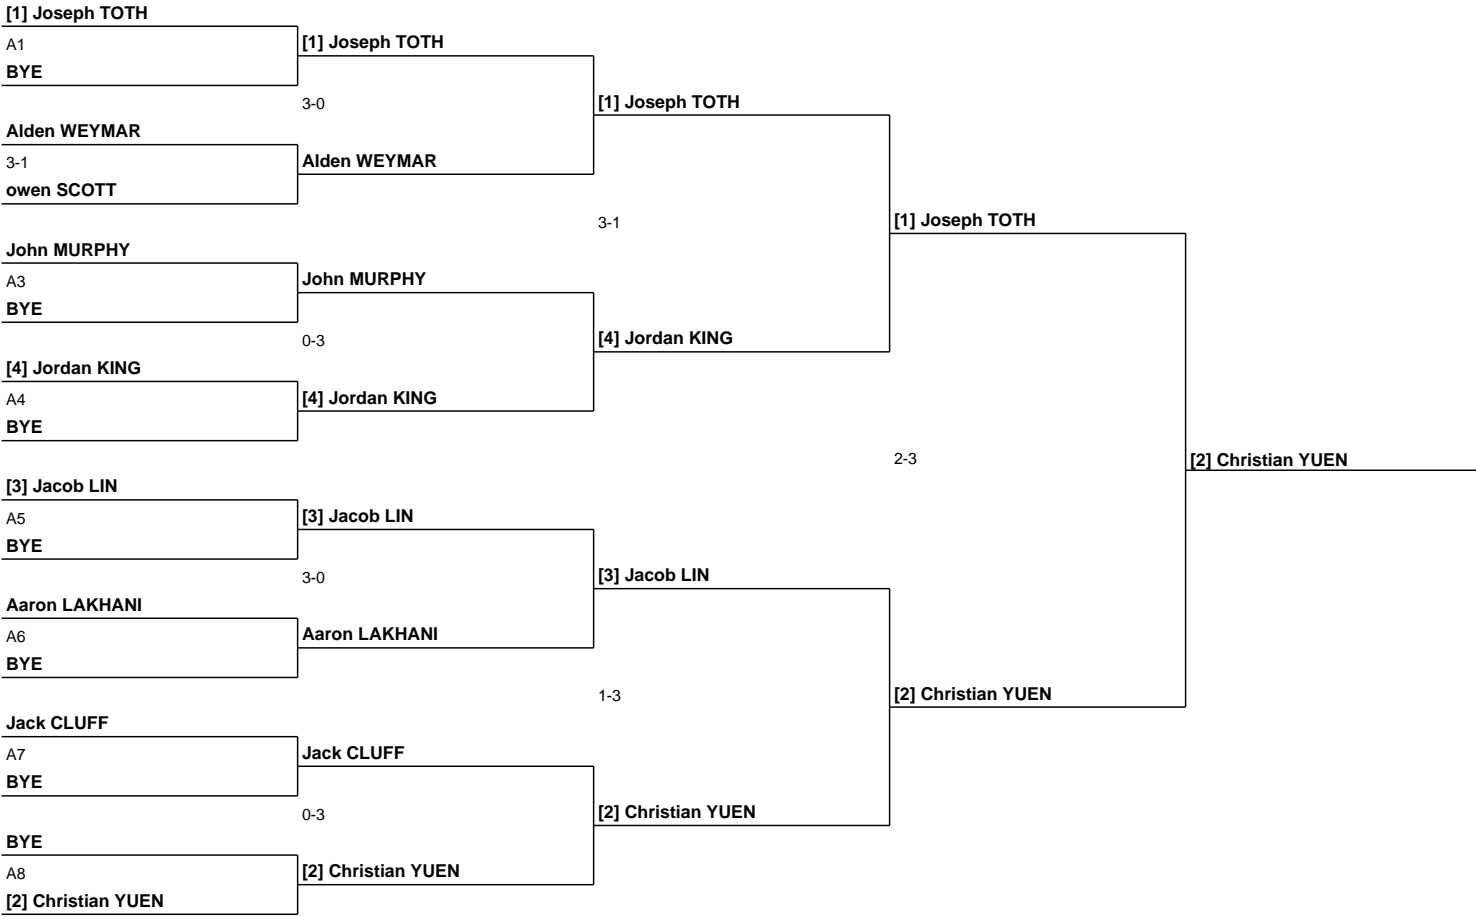 [1] Joseph TOTH
A1
BYE
Alden WEYMAR
3-1
owen SCOTT
John MURPHY
A3
BYE
[4] Jordan KING
A4
BYE
[3] Jacob LIN
A5
BYE
Aaron LAKHANI
A6
BYE
Jack CLUFF
A7
BYE
BYE
A8
[2] Christian YUEN
[1] Joseph TOTH
3-0
Alden WEYMAR
John MURPHY
0-3
[4] Jordan KING
[3] Jacob LIN
3-0
Aaron LAKHANI
Jack CLUFF
0-3
[2] Christian YUEN
[1] Joseph TOTH
3-1
[4] Jordan KING
[3] Jacob LIN
1-3
[2] Christian YUEN
[1] Joseph TOTH
2-3
[2] Christian YUEN
[2] Christian YUEN